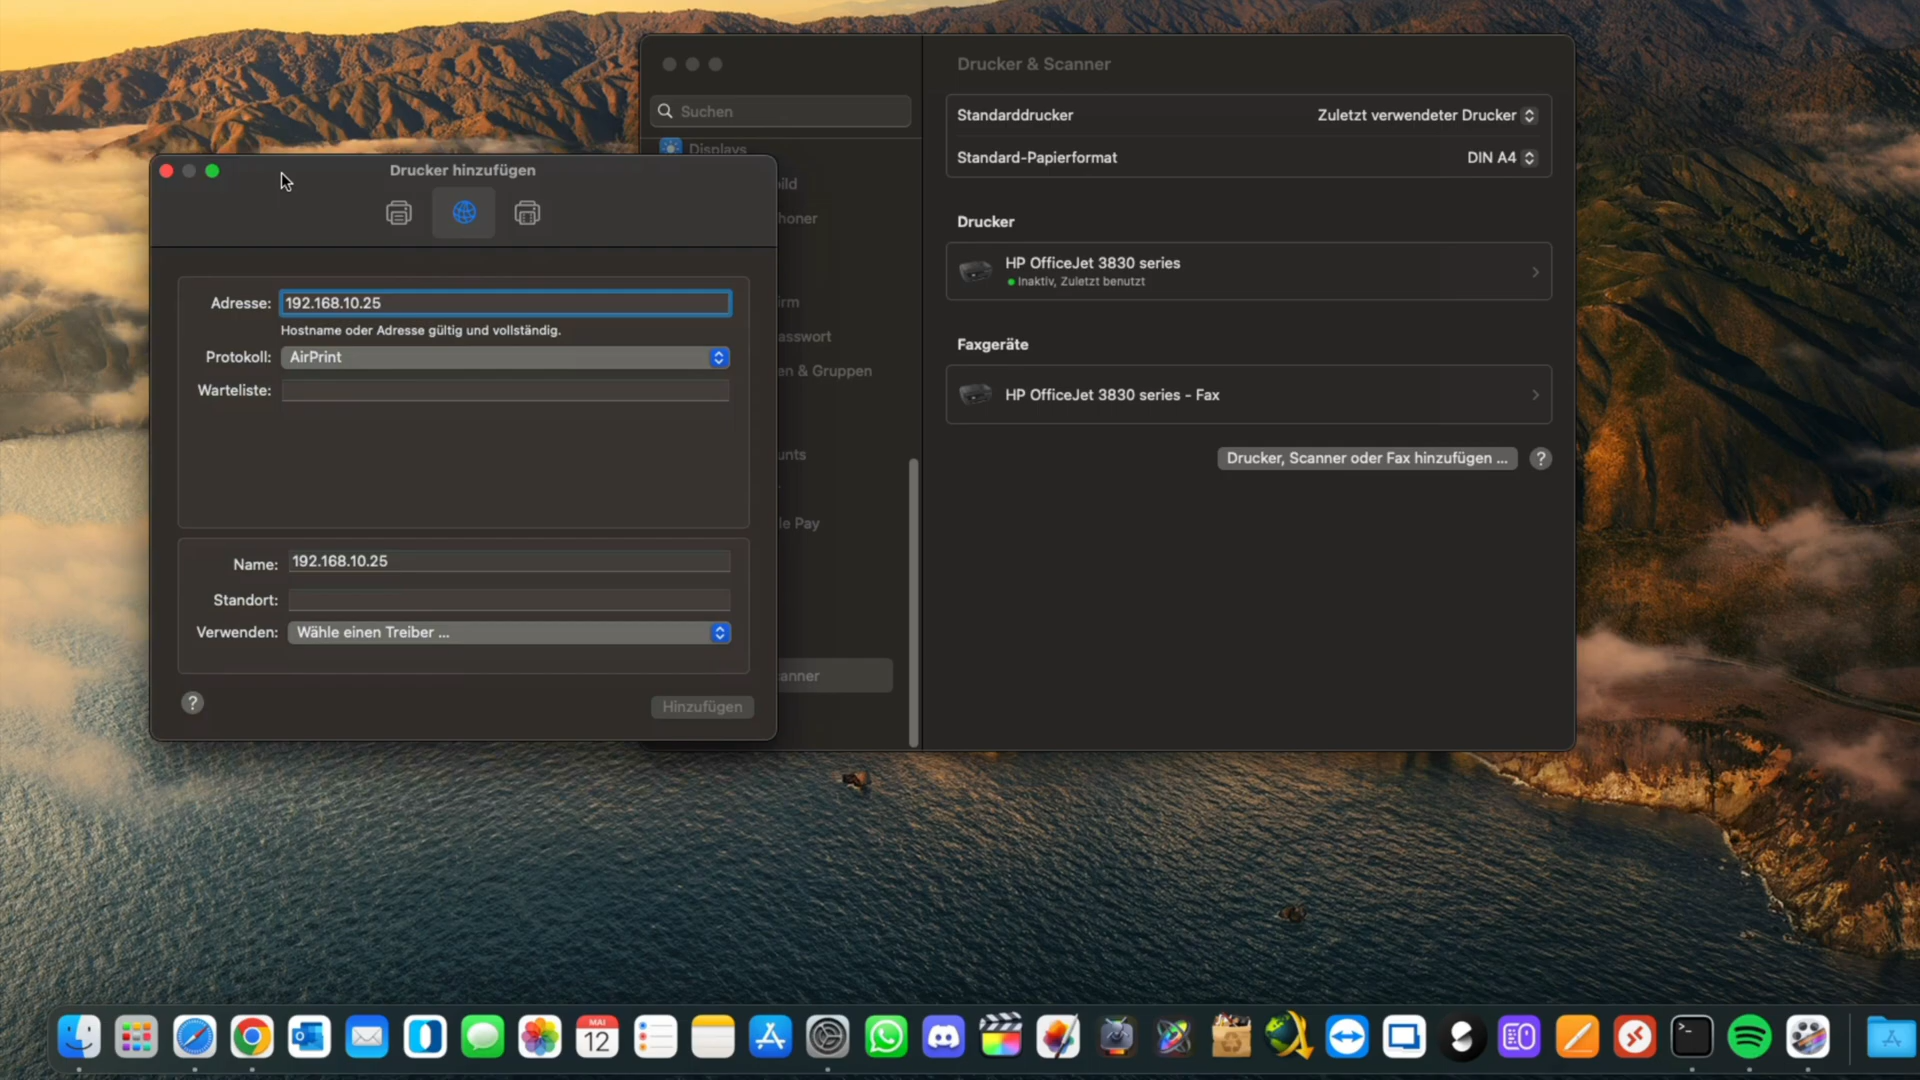 Drucker & Scanner
Suchen
Standarddrucker
Zuletzt verwendeter Drucker
Displays
Standard-Papierformat
DIN A4
Drucker hinzufügen
ild
honer
Drucker
HP OfficeJet 3830 series
Inaktiv, Zuletzt benutzt
Adresse: 192.168.10.25
rm
Hostname oder Adresse gültig und vollständig.
asswort
Faxgeräte
Protokoll: AirPrint
en & Gruppen
Warteliste:
HP OfficeJet 3830 series - Fax
unts
Drucker, Scanner oder Fax hinzufügen ...
?
le Pay
Name: 192.168.10.25
Standort:
Verwenden: Wähle einen Treiber ...
anner
?
Hinzufügen
MAI
12